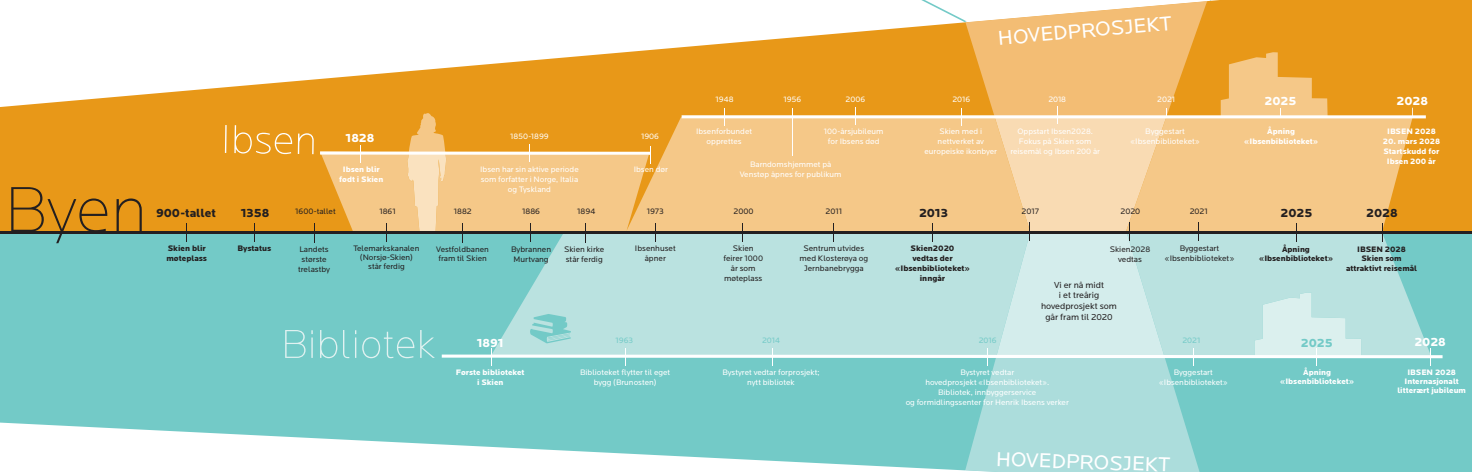 HOVEDPROSJEKT
Ibsen
1828
Ibsen blir
født i Skien
1850-1899
Ibsen har sin aktive periode
som forfatter i Norge, Italia
og Tyskland
1906
Ibsen dør
1948
Ibsenforbundet
opprettes
1956
Barndomshjemmet på
Venstøp åpnes for publikum
2006
100-årsjubileum
for Ibsens død
2016
Skien med i
nettverket av
europeiske ikonbyer
2018
Oppstart Ibsen2028.
Fokus på Skien som
misemål og Ibsen 200 år
2021
Byggestart
«Ibsenbiblioteket»
2025
Åpning
«Ibsenbiblioteket»
2028
IBSEN 2028
20. mars 2028
Startskudd for
Ibsen 200 år
Byen
900-tallet
Skien blir
møteplass
1358
Bystatus
1600-tallet
Landets
største
trelastby
1861
Telemarkskanalen
(Norsjø-Skien)
står ferdig
1882
Vestfoldbanen
fram til Skien
1886
Bybrannen
Murtvang
1894
Skien kirke
står ferdig
1973
Ibsenhuset
åpner
2000
Skien
feirer 1000
år som
møteplass
2011
Sentrum utvides
med Klosterøya og
Jernbanebrygga
2013
Skien2020
vedtas der
«Ibsenbiblioteket»
inngår
2017
Vi er nå midt
i et treårig
hovedprosjekt som
går fram til 2020
2020
Skien2028
vedtas
2021
Byggestart
«Ibsenbiblioteket»
2025
Åpning
«Ibsenbiblioteket»
2028
IBSEN 2028
Skien som
attraktivt reisemål
Bibliotek
1891
Første biblioteket
i Skien
1963
Biblioteket flytter til eget
bygg (Brunosten)
2014
Bystyret vedtar forprosjekt;
nytt bibliotek
2016
Bystyret vedtar
hovedprosjekt «Ibsenbiblioteket».
Bibliotek, innbyggerservice
og formidlingssenter for Henrik Ibsens verker
2021
Byggestart
«Ibsenbiblioteket»
2025
Åpning
«Ibsenbiblioteket»
2028
IBSEN 2028
Internasjonalt
litterært jubileum
HOVEDPROSJEKT